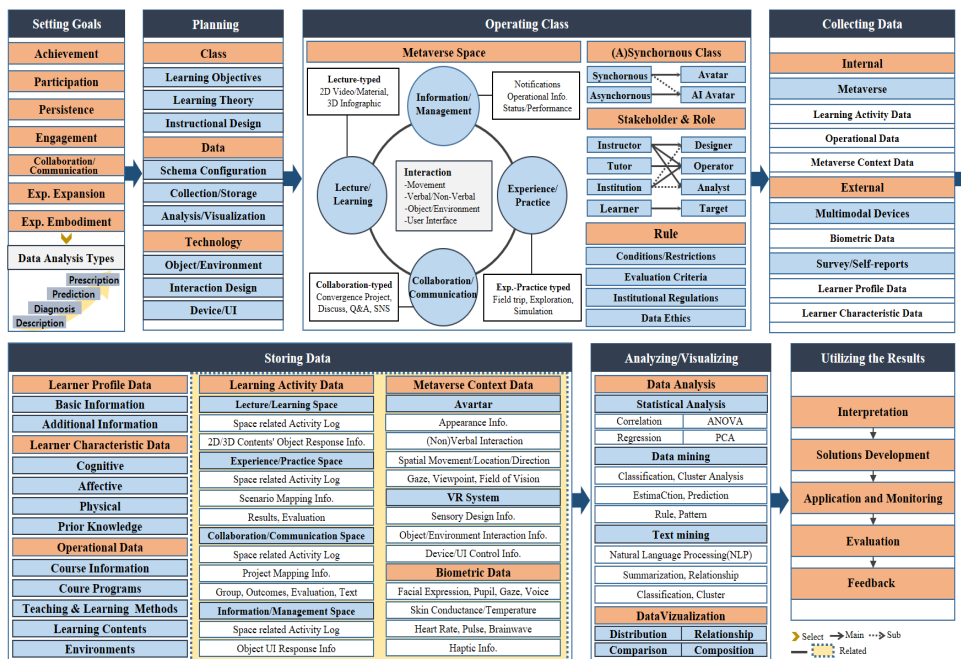 Setting Goals
Achievement
Participation
Persistence
Engagement
Collaboration/
Communication
Exp. Expansion
Exp. Embodiment
Data Analysis Types
Prescription
Prediction
Diagnosis
Description
Planning
Class
Learning Objectives
Learning Theory
Instructional Design
Data
Schema Configuration
Collection/Storage
Analysis/Visualization
Technology
Object/Environment
Interaction Design
Device/UI
Operating Class
Metaverse Space
Lecture-typed
2D Video/Material,
3D Infographic
Information/
Management
Notifications
Operational Info.
Status/Performance
Lecture/
Learning
Interaction
-Movement
-Verbal/Non-Verbal
-Object/Environment
-User Interface
Experience/
Practice
Collaboration-typed
Convergence Project,
Discuss, Q&A, SNS
Collaboration/
Communication
Exp.-Practice typed
Field trip, Exploration,
Simulation
(A)Synchornous Class
Synchornous
Avatar
Asynchornous
AI Avatar
Stakeholder & Role
Instructor
Designer
Tutor
Operator
Institution
Analyst
Learner
Target
Rule
Conditions/Restrictions
Evaluation Criteria
Institutional Regulations
Data Ethics
Collecting Data
Internal
Metaverse
Learning Activity Data
Operational Data
Metaverse Context Data
External
Multimodal Devices
Biometric Data
Survey/Self-reports
Learner Profile Data
Learner Characteristic Data
Storing Data
Learner Profile Data
Basic Information
Additional Information
Learner Characteristic Data
Cognitive
Affective
Physical
Prior Knowledge
Operational Data
Course Information
Coure Programs
Teaching & Learning Methods
Learning Contents
Environments
Learning Activity Data
Lecture/Learning Space
Space related Activity Log
2D/3D Contents' Object Response Info.
Experience/Practice Space
Space related Activity Log
Scenario Mapping Info.
Results, Evaluation
Collaboration/Communication Space
Space related Activity Log
Project Mapping Info.
Group, Outcomes, Evaluation, Text
Information/Management Space
Space related Activity Log
Object UI Response Info
Metaverse Context Data
Avartar
Appearance Info.
(Non)Verbal Interaction
Spatial Movement/Location/Direction
Gaze, Viewpoint, Field of Vision
VR System
Sensory Design Info.
Object/Environment Interaction Info.
Device/UI Control Info.
Biometric Data
Facial Expression, Pupil, Gaze, Voice
Skin Conductance/Temperature
Heart Rate, Pulse, Brainwave
Haptic Info.
Analyzing/Visualizing
Data Analysis
Statistical Analysis
Correlation
ANOVA
Regression
PCA
Data mining
Classification, Cluster Analysis
EstimaCtion, Prediction
Rule, Pattern
Text mining
Natural Language Processing(NLP)
Summarization, Relationship
Classification, Cluster
DataVizualization
Distribution
Relationship
Comparison
Composition
Utilizing the Results
Interpretation
Solutions Development
Application and Monitoring
Evaluation
Feedback
Select
Main
Sub
Related